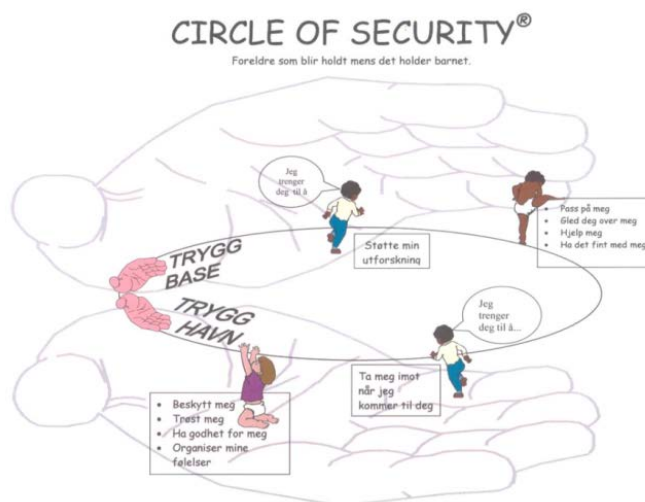 CIRCLE OF SECURITY®
Foreldre som blir holdt mens det holder barnet.
Jeg
trenger
deg til å
Støtte min
utforskning
• Pass på meg
• Gled deg over meg
• Hjelp meg
• Ha det fint med meg
TRYGG
BASE
TRYGG
HAVN
Jeg
trenger
deg til å...
Ta meg imot
når jeg
kommer til deg
• Beskytt meg
• Trøst meg
• Ha godhet for meg
• Organiser mine
følelser